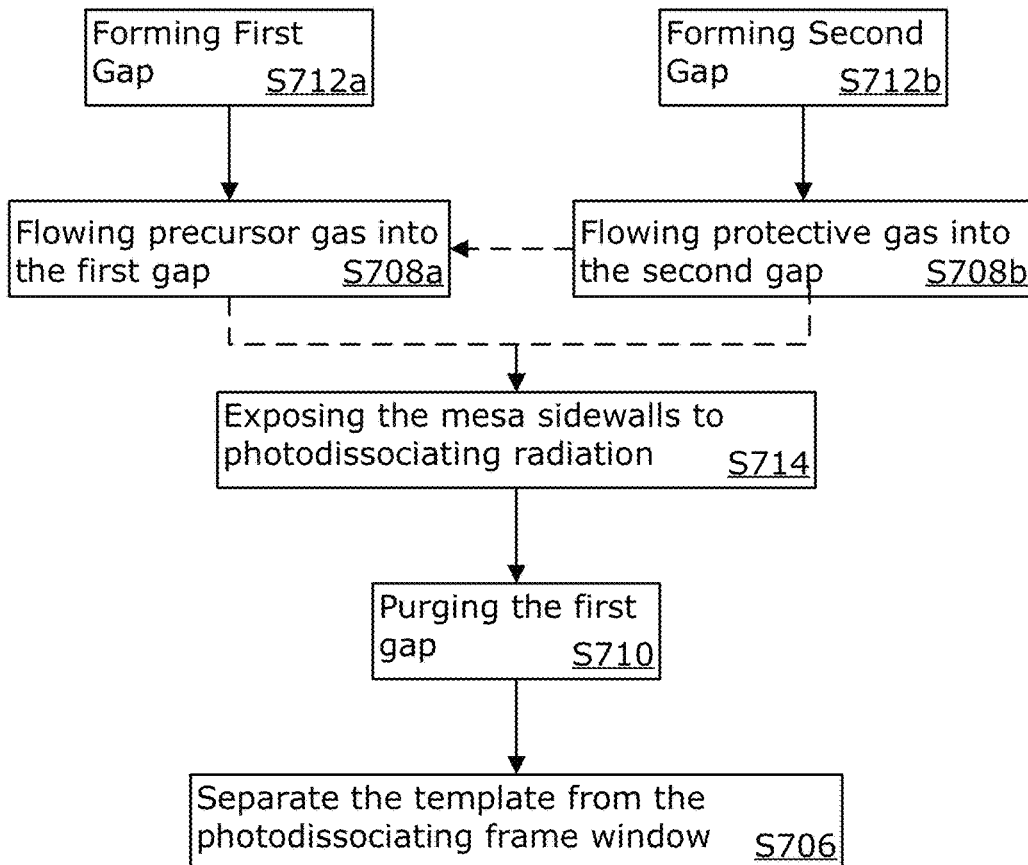 Forming First
Gap S712a
Forming Second
Gap S712b
Flowing precursor gas into
the first gap S708a
Flowing protective gas into
the second gap S708b
Exposing the mesa sidewalls to
photodissociating radiation S714
Purging the first
gap S710
Separate the template from the
photodissociating frame window S706